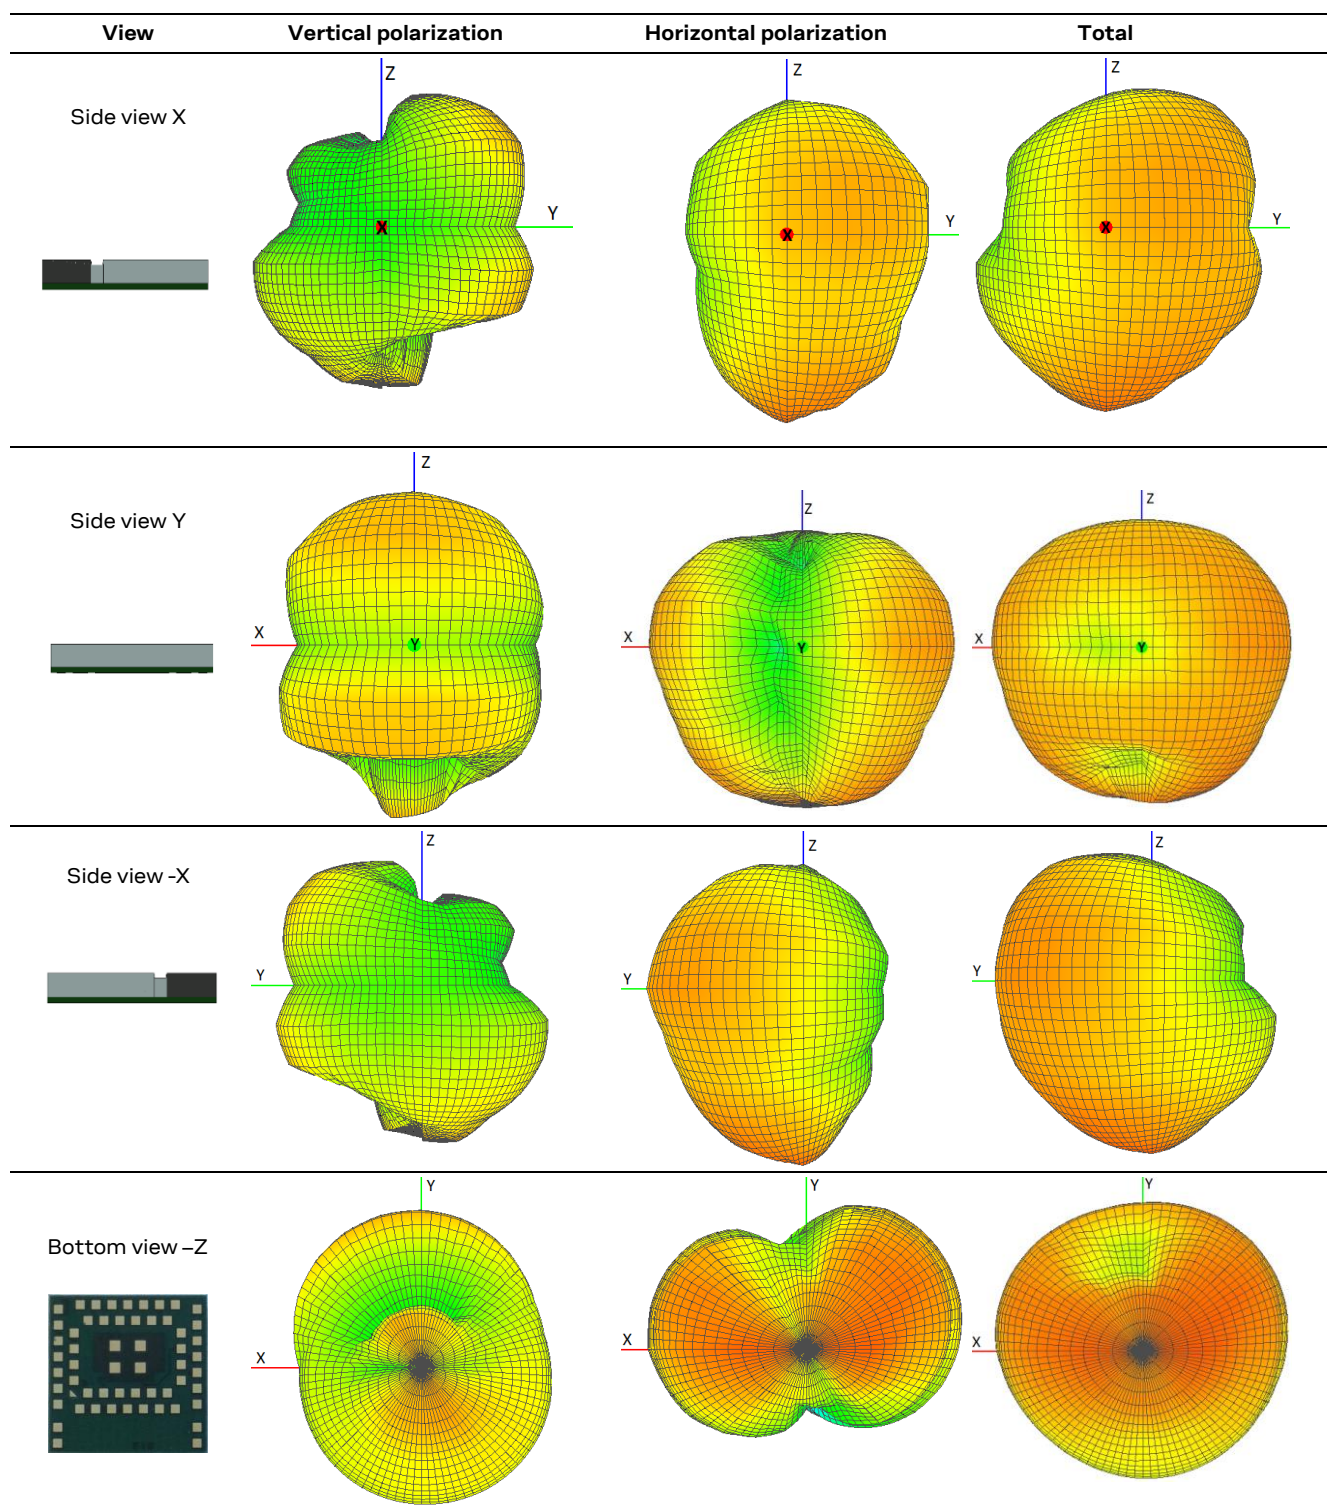 View Vertical polarization Horizontal polarization Total
Side view X
Z
X
Y
Z
X
Y
Z
X
Y
Side view Y
Z
X
Y
Z
X
Y
Z
X
Y
Side view -X
Z
Y
Z
Y
Z
Y
Bottom view –Z
Y
X
Y
X
Y
X